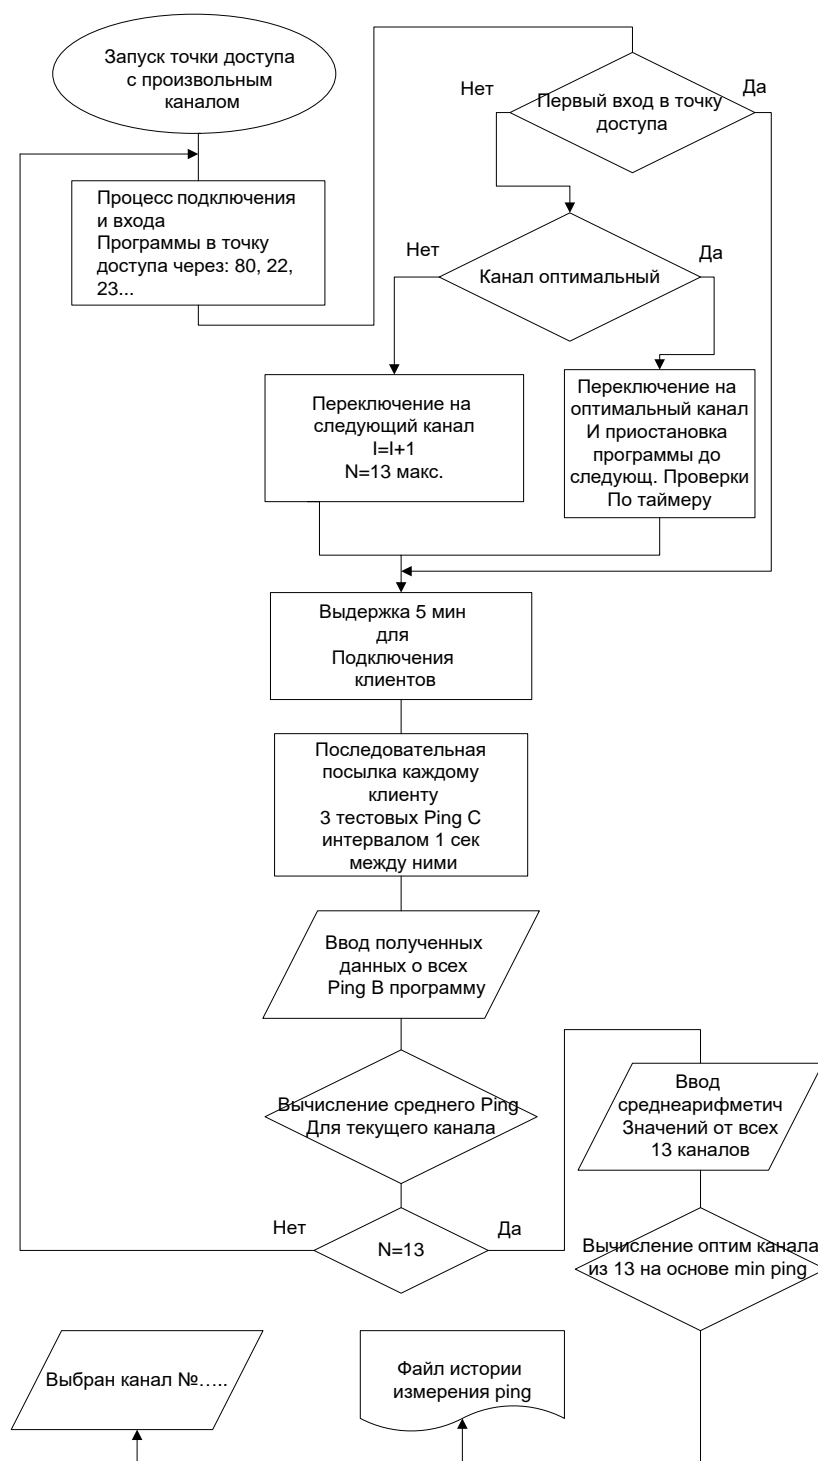 Запуск точки доступа
с произвольным
каналом
Нет
Первый вход в точку
доступа
Да
Процесс подключения
и входа
Программы в точку
доступа через: 80, 22,
23...
Нет
Канал оптимальный
Да
Переключение на
следующий канал
I=I+1
N=13 макс.
Переключение на
оптимальный канал
И приостановка
программы до
следующ. Проверки
По таймеру
Выдержка 5 мин
для
Подключения
клиентов
Последовательная
посылка каждому
клиенту
3 тестовых Ping С
интервалом 1 сек
между ними
Ввод полученных
данных о всех
Ping В программу
Вычисление среднего Ping
Для текущего канала
Ввод
среднеарифметич
Значений от всех
13 каналов
Нет
N=13
Да
Вычисление оптим канала
из 13 на основе min ping
Выбран канал №…..
Файл истории
измерения ping